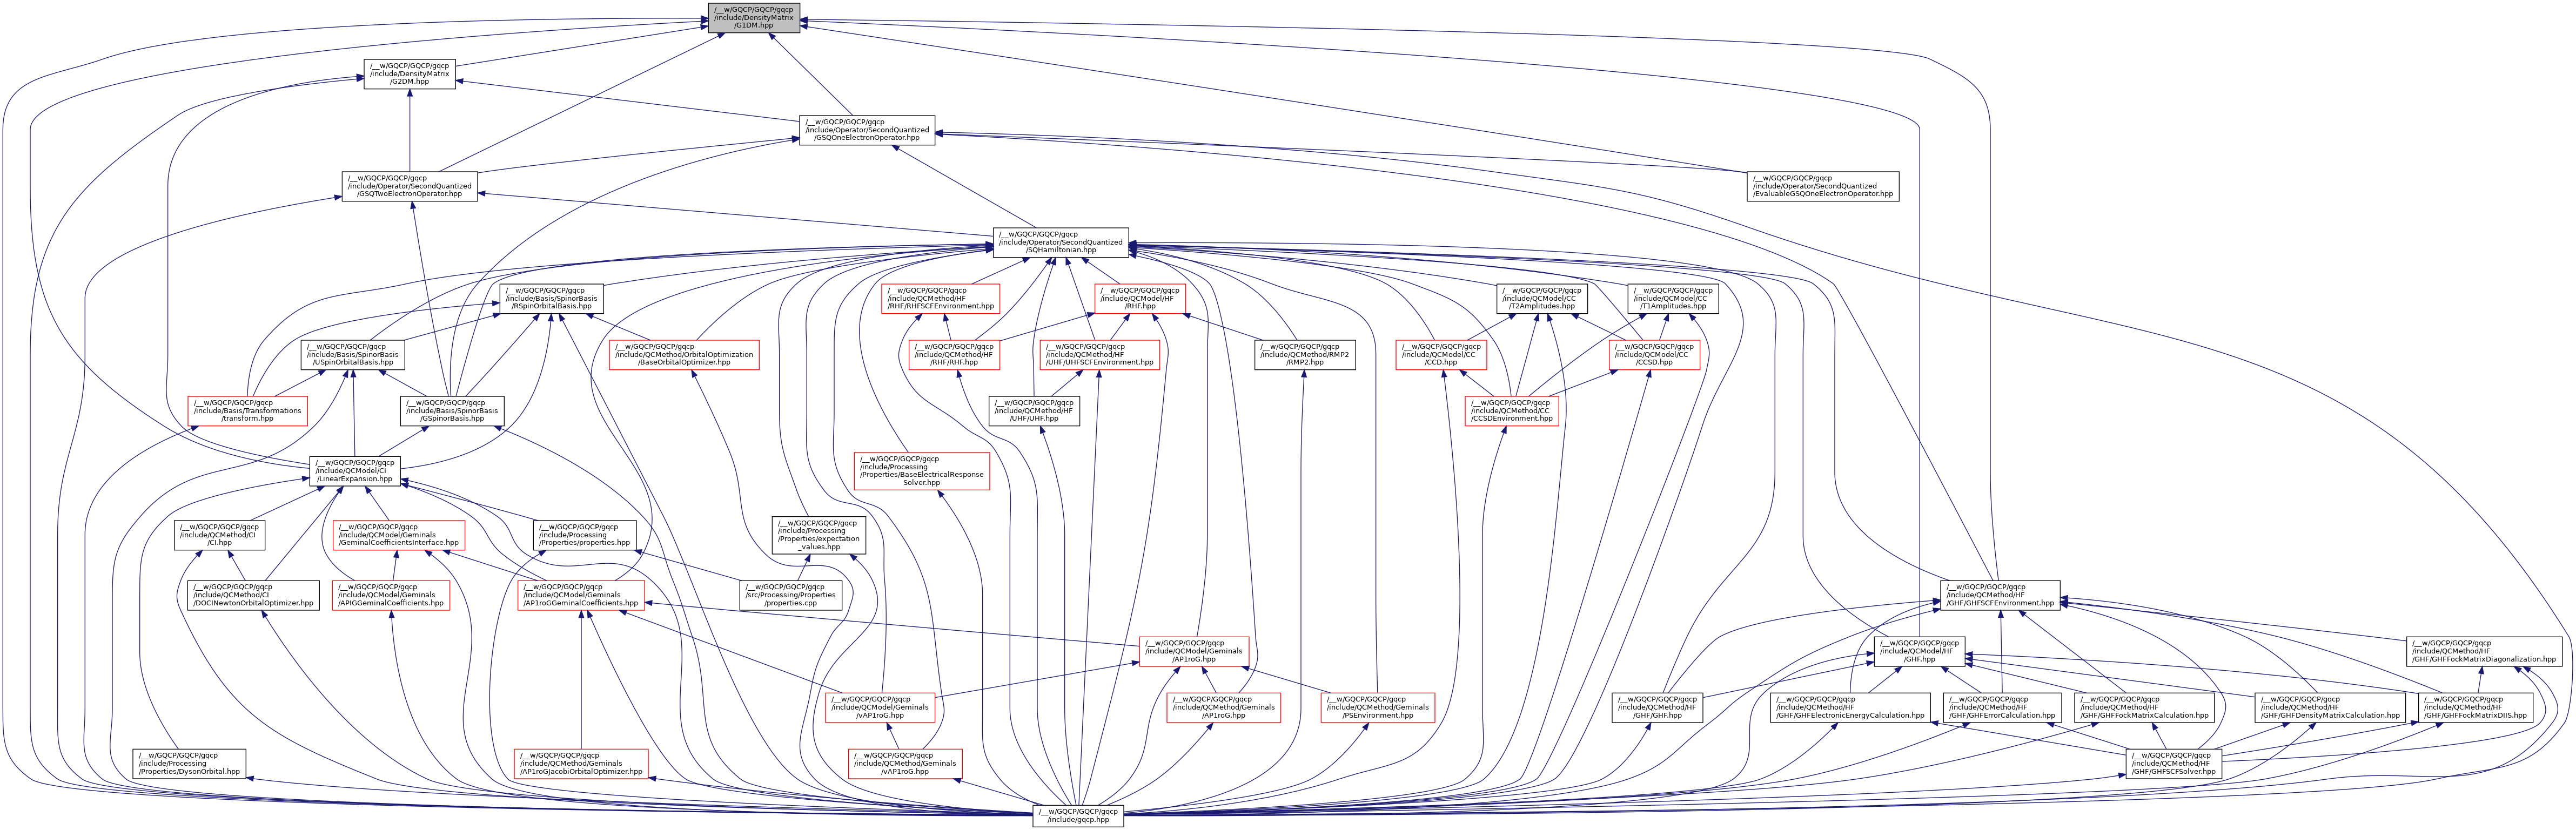 /__w/GQCP/GQCP/gqcp
/include/DensityMatrix
/G1DM.hpp
/__w/GQCP/GQCP/gqcp
/include/DensityMatrix
/G2DM.hpp
/__w/GQCP/GQCP/gqcp
/include/Operator/SecondQuantized
/GSQOneElectronOperator.hpp
/__w/GQCP/GQCP/gqcp
/include/Operator/SecondQuantized
/GSQTwoElectronOperator.hpp
/__w/GQCP/GQCP/gqcp
/include/Operator/SecondQuantized
/EvaluableGSQOneElectronOperator.hpp
/__w/GQCP/GQCP/gqcp
/include/Operator/SecondQuantized
/SQHamiltonian.hpp
/__w/GQCP/GQCP/gqcp
/include/Basis/SpinorBasis
/RSpinOrbitalBasis.hpp
/__w/GQCP/GQCP/gqcp
/include/QCMethod/HF
/RHF/RHFSCFEnvironment.hpp
/__w/GQCP/GQCP/gqcp
/include/QCModel/HF
/RHF.hpp
/__w/GQCP/GQCP/gqcp
/include/QCModel/CC
/T2Amplitudes.hpp
/__w/GQCP/GQCP/gqcp
/include/QCModel/CC
/T1Amplitudes.hpp
/__w/GQCP/GQCP/gqcp
/include/Basis/SpinorBasis
/USpinOrbitalBasis.hpp
/__w/GQCP/GQCP/gqcp
/include/QCMethod/OrbitalOptimization
/BaseOrbitalOptimizer.hpp
/__w/GQCP/GQCP/gqcp
/include/QCMethod/HF
/RHF/RHF.hpp
/__w/GQCP/GQCP/gqcp
/include/QCMethod/HF
/UHF/UHFSCFEnvironment.hpp
/__w/GQCP/GQCP/gqcp
/include/QCMethod/RMP2
/RMP2.hpp
/__w/GQCP/GQCP/gqcp
/include/QCModel/CC
/CCD.hpp
/__w/GQCP/GQCP/gqcp
/include/QCModel/CC
/CCSD.hpp
/__w/GQCP/GQCP/gqcp
/include/Basis/Transformations
/transform.hpp
/__w/GQCP/GQCP/gqcp
/include/Basis/SpinorBasis
/GSpinorBasis.hpp
/__w/GQCP/GQCP/gqcp
/include/QCMethod/HF
/UHF/UHF.hpp
/__w/GQCP/GQCP/gqcp
/include/QCMethod/CC
/CCSDEnvironment.hpp
/__w/GQCP/GQCP/gqcp
/include/QCModel/CI
/LinearExpansion.hpp
/__w/GQCP/GQCP/gqcp
/include/Processing
/Properties/BaseElectricalResponse
Solver.hpp
/__w/GQCP/GQCP/gqcp
/include/QCMethod/CI
/CI.hpp
/__w/GQCP/GQCP/gqcp
/include/QCModel/Geminals
/GeminalCoefficientsInterface.hpp
/__w/GQCP/GQCP/gqcp
/include/Processing
/Properties/properties.hpp
/__w/GQCP/GQCP/gqcp
/include/Processing
/Properties/expectation
_values.hpp
/__w/GQCP/GQCP/gqcp
/include/QCMethod/CI
/DOCINewtonOrbitalOptimizer.hpp
/__w/GQCP/GQCP/gqcp
/include/QCModel/Geminals
/APIGGeminalCoefficients.hpp
/__w/GQCP/GQCP/gqcp
/include/QCModel/Geminals
/AP1roGGeminalCoefficients.hpp
/__w/GQCP/GQCP/gqcp
/src/Processing/Properties
/properties.cpp
/__w/GQCP/GQCP/gqcp
/include/QCMethod/HF
/GHF/GHFSCFEnvironment.hpp
/__w/GQCP/GQCP/gqcp
/include/QCModel/Geminals
/AP1roG.hpp
/__w/GQCP/GQCP/gqcp
/include/QCModel/HF
/GHF.hpp
/__w/GQCP/GQCP/gqcp
/include/QCMethod/HF
/GHF/GHFFockMatrixDiagonalization.hpp
/__w/GQCP/GQCP/gqcp
/include/QCModel/Geminals
/vAP1roG.hpp
/__w/GQCP/GQCP/gqcp
/include/QCMethod/Geminals
/AP1roG.hpp
/__w/GQCP/GQCP/gqcp
/include/QCMethod/Geminals
/PSEnvironment.hpp
/__w/GQCP/GQCP/gqcp
/include/QCMethod/HF
/GHF/GHF.hpp
/__w/GQCP/GQCP/gqcp
/include/QCMethod/HF
/GHF/GHFElectronicEnergyCalculation.hpp
/__w/GQCP/GQCP/gqcp
/include/QCMethod/HF
/GHF/GHFErrorCalculation.hpp
/__w/GQCP/GQCP/gqcp
/include/QCMethod/HF
/GHF/GHFFockMatrixCalculation.hpp
/__w/GQCP/GQCP/gqcp
/include/QCMethod/HF
/GHF/GHFDensityMatrixCalculation.hpp
/__w/GQCP/GQCP/gqcp
/include/QCMethod/HF
/GHF/GHFFockMatrixDIIS.hpp
/__w/GQCP/GQCP/gqcp
/include/Processing
/Properties/DysonOrbital.hpp
/__w/GQCP/GQCP/gqcp
/include/QCMethod/Geminals
/AP1roGJacobiOrbitalOptimizer.hpp
/__w/GQCP/GQCP/gqcp
/include/QCMethod/Geminals
/vAP1roG.hpp
/__w/GQCP/GQCP/gqcp
/include/QCMethod/HF
/GHF/GHFSCFSolver.hpp
/__w/GQCP/GQCP/gqcp
/include/gqcp.hpp